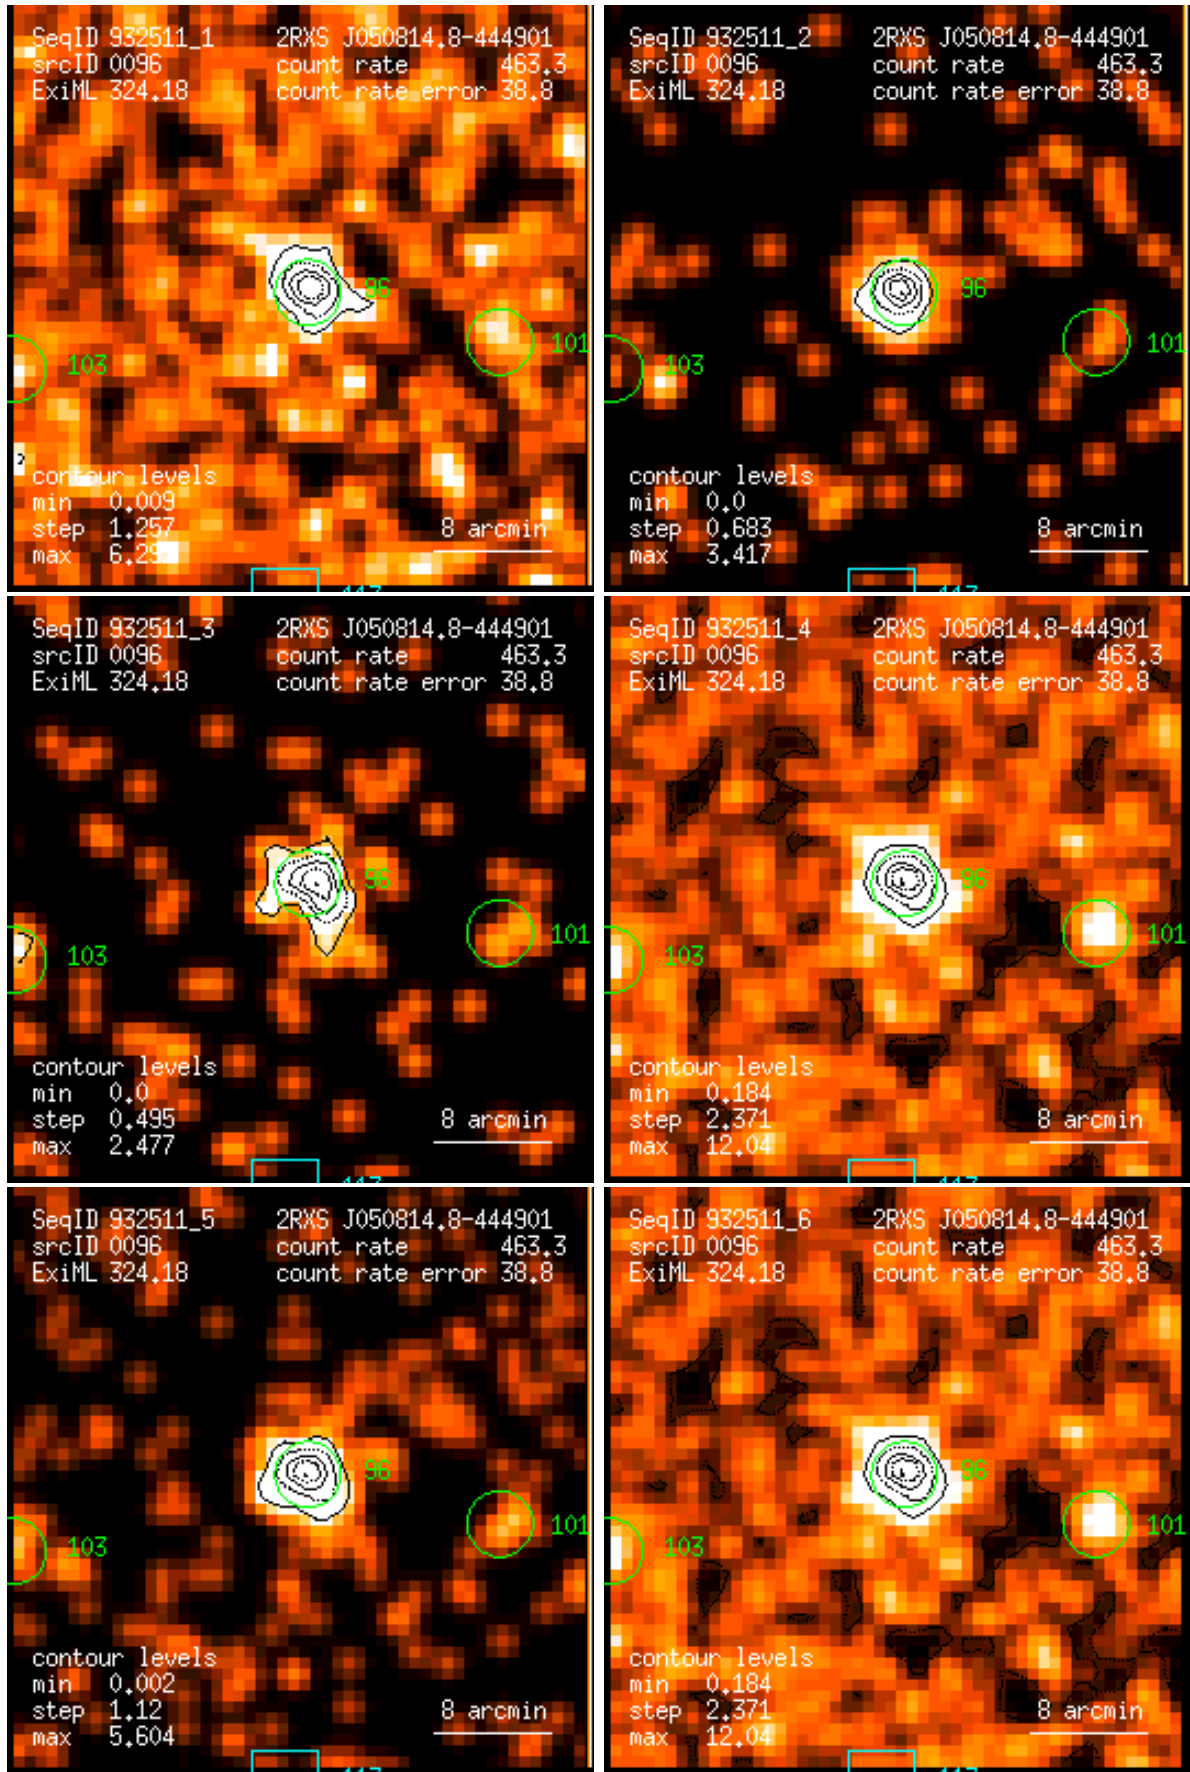 SeqID 932511_1 2RXS J050814.8-444901
srcID 0096 count rate 463.3
ExiML 324.18 count rate error 38.8
96
101
103
contour levels
min 0.009
step 1.257 8 arcmin
max 6.29
SeqID 932511_2 2RXS J050814.8-444901
srcID 0096 count rate 463.3
ExiML 324.18 count rate error 38.8
96
101
103
contour levels
min 0.0
step 0.683 8 arcmin
max 3.417
SeqID 932511_3 2RXS J050814.8-444901
srcID 0096 count rate 463.3
ExiML 324.18 count rate error 38.8
96
101
103
contour levels
min 0.0
step 0.495 8 arcmin
max 2.477
SeqID 932511_4 2RXS J050814.8-444901
srcID 0096 count rate 463.3
ExiML 324.18 count rate error 38.8
96
101
103
contour levels
min 0.184
step 2.371 8 arcmin
max 12.04
SeqID 932511_5 2RXS J050814.8-444901
srcID 0096 count rate 463.3
ExiML 324.18 count rate error 38.8
96
101
103
contour levels
min 0.002
step 1.12 8 arcmin
max 5.604
SeqID 932511_6 2RXS J050814.8-444901
srcID 0096 count rate 463.3
ExiML 324.18 count rate error 38.8
96
101
103
contour levels
min 0.184
step 2.371 8 arcmin
max 12.04